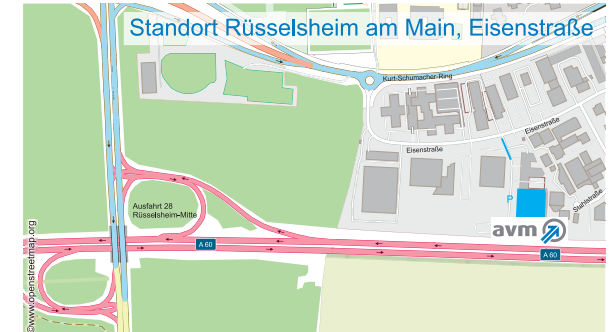 Standort Rüsselsheim am Main, Eisenstraße
Kurt-Schumacher-Ring
Eisenstraße
Eisenstraße
P
Stahlstraße
Ausfahrt 28
Rüsselsheim-Mitte
avm
A 60
A 60
©www.openstreetmap.org